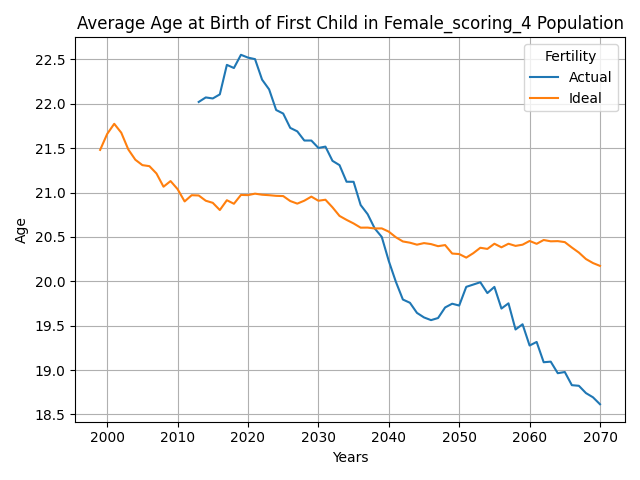 Average Age at Birth of First Child in Female_scoring_4 Population
Fertility
Actual
Ideal
22.5
22.0
21.5
21.0
20.5
20.0
19.5
19.0
18.5
Age
2000 2010 2020 2030 2040 2050 2060 2070
Years